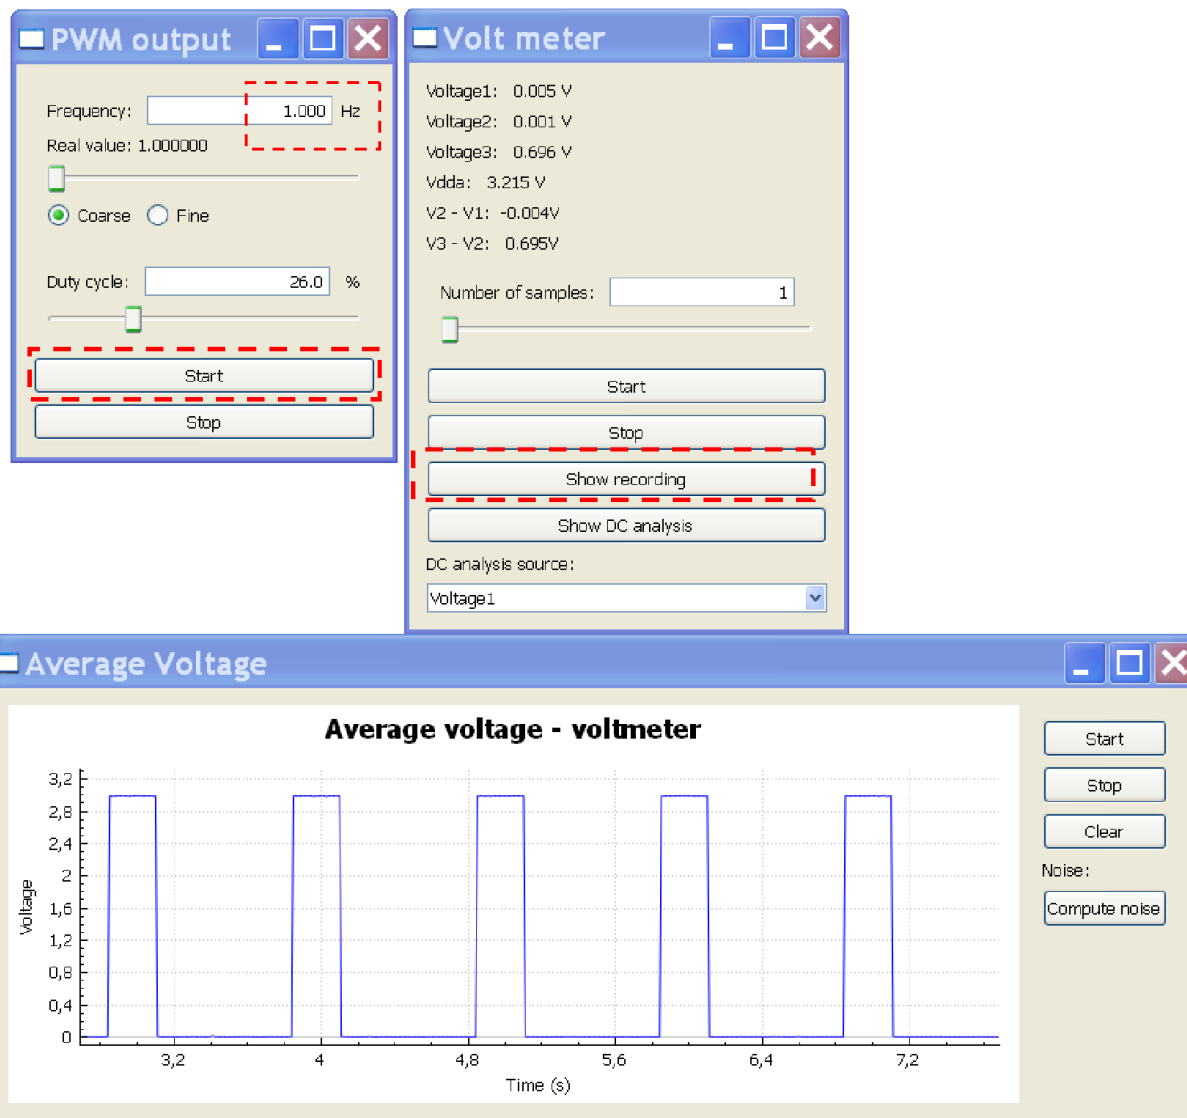 PWM output
Frequency: 1.000 Hz
Real value: 1.000000
Coarse Fine
Duty cycle: 26.0 %
Start
Stop
Volt meter
Voltage1: 0.005 V
Voltage2: 0.001 V
Voltage3: 0.696 V
Vdda: 3.215 V
V2 - V1: -0.004V
V3 - V2: 0.695V
Number of samples: 1
Start
Stop
Show recording
Show DC analysis
DC analysis source:
Voltage1
Average Voltage
Average voltage - voltmeter
3,2
2,8
2,4
2
1,6
1,2
0,8
0,4
0
Voltage
3,2 4 4,8 5,6 6,4 7,2
Time (s)
Start
Stop
Clear
Noise:
Compute noise